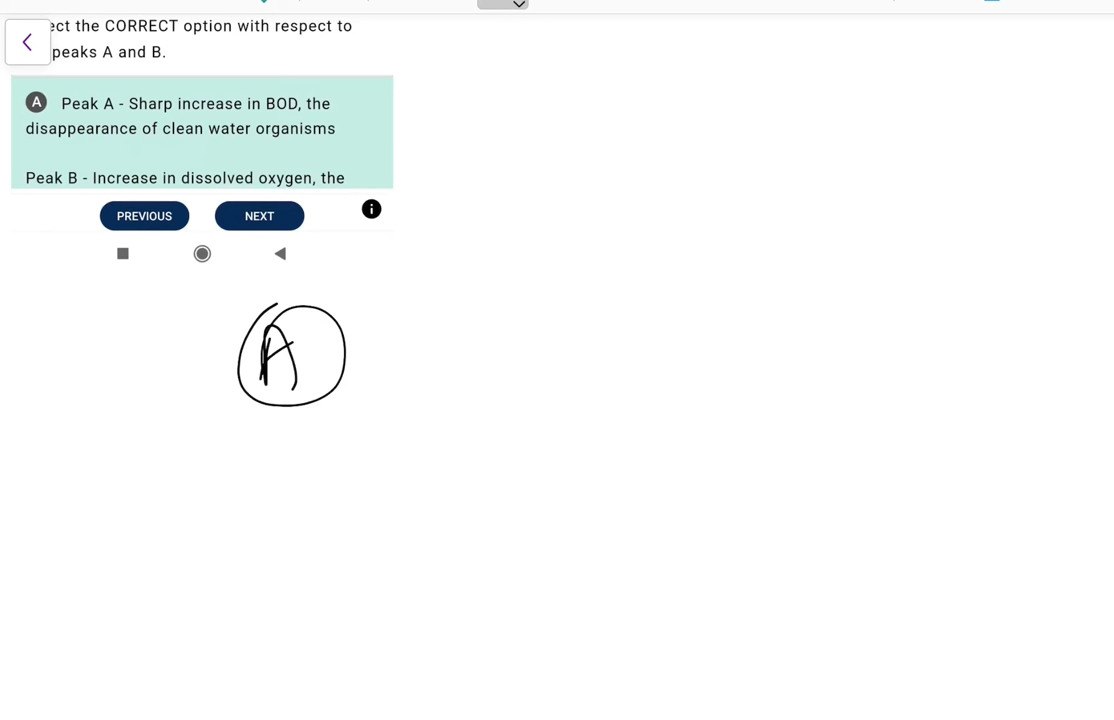 ect the CORRECT option with respect to
peaks A and B.
A Peak A - Sharp increase in BOD, the
disappearance of clean water organisms
Peak B - Increase in dissolved oxygen, the
PREVIOUS NEXT
A